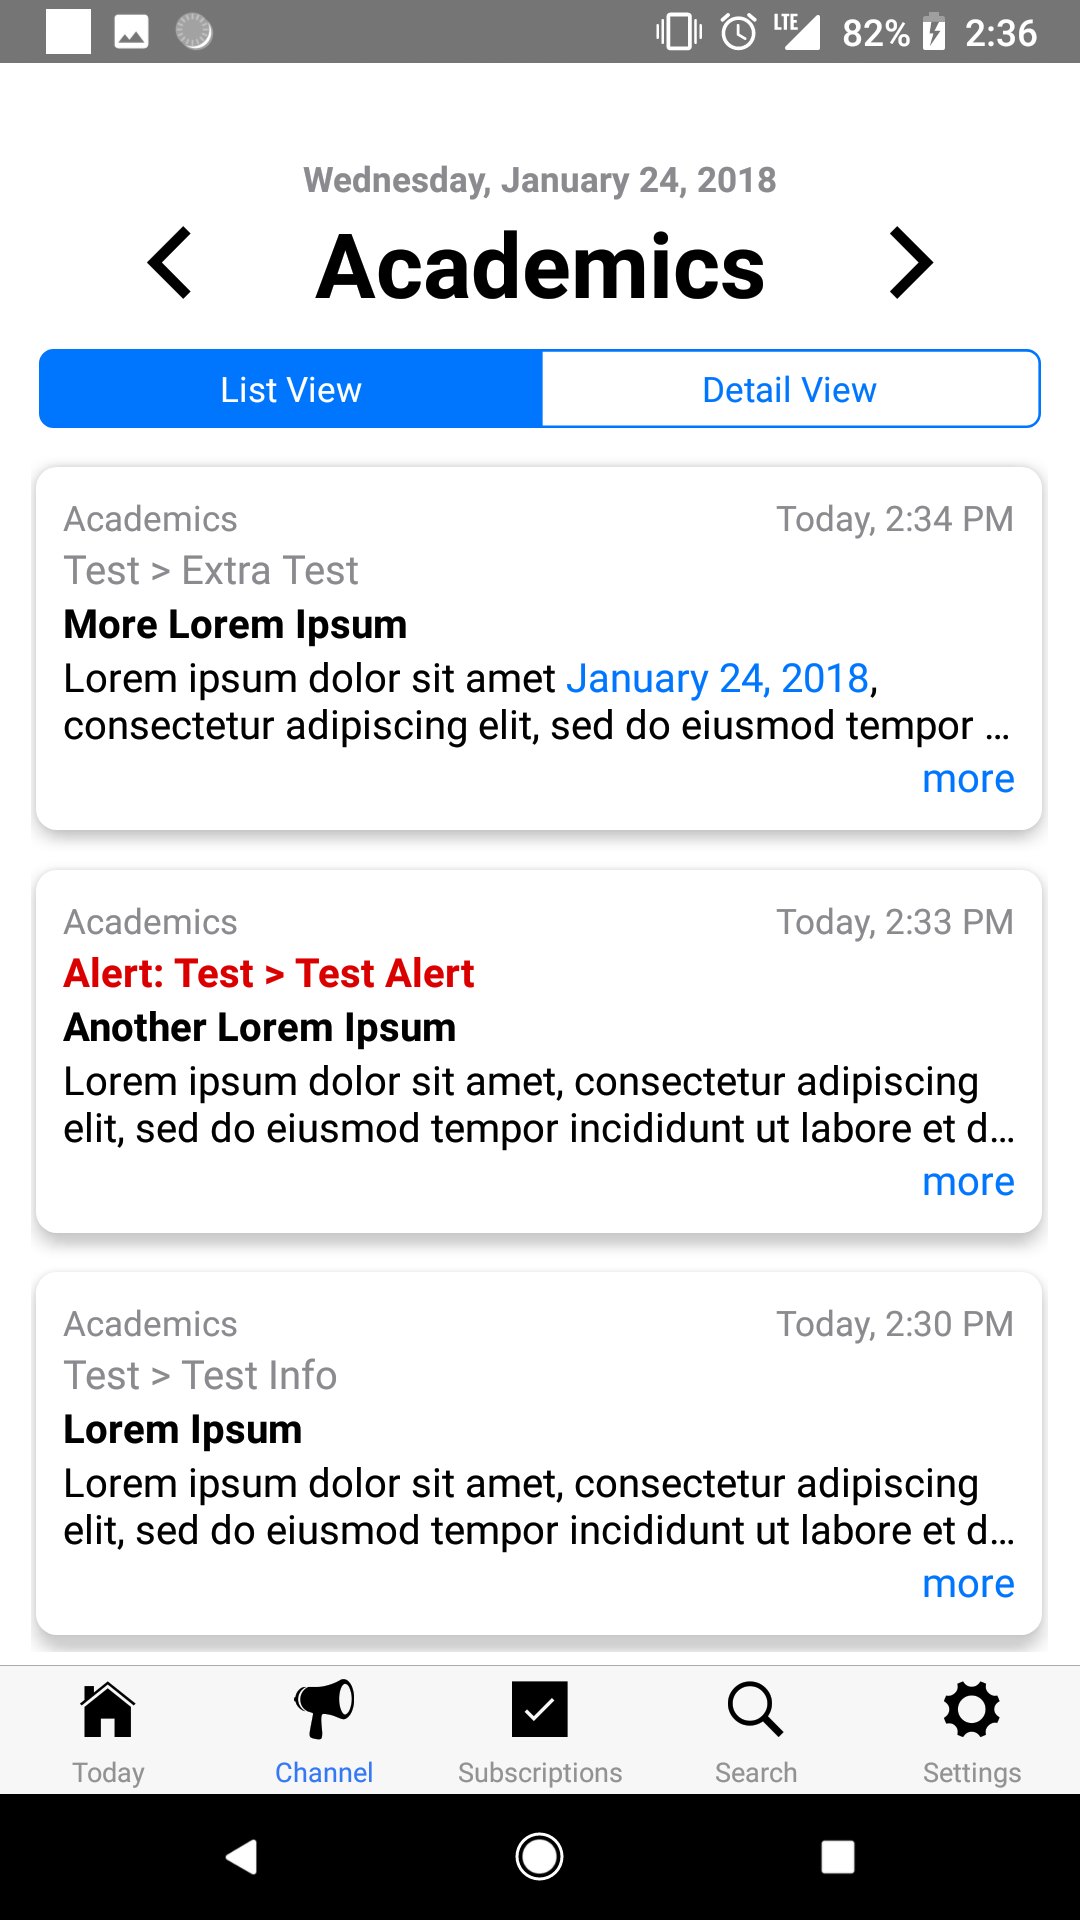 LTE 82% 2:36
Wednesday, January 24, 2018
Academics
List View Detail View
Academics Today, 2:34 PM
Test > Extra Test
More Lorem Ipsum
Lorem ipsum dolor sit amet January 24, 2018,
consectetur adipiscing elit, sed do eiusmod tempor ...
more
Academics Today, 2:33 PM
Alert: Test > Test Alert
Another Lorem Ipsum
Lorem ipsum dolor sit amet, consectetur adipiscing
elit, sed do eiusmod tempor incididunt ut labore et d...
more
Academics Today, 2:30 PM
Test > Test Info
Lorem Ipsum
Lorem ipsum dolor sit amet, consectetur adipiscing
elit, sed do eiusmod tempor incididunt ut labore et d...
more
Today Channel Subscriptions Search Settings